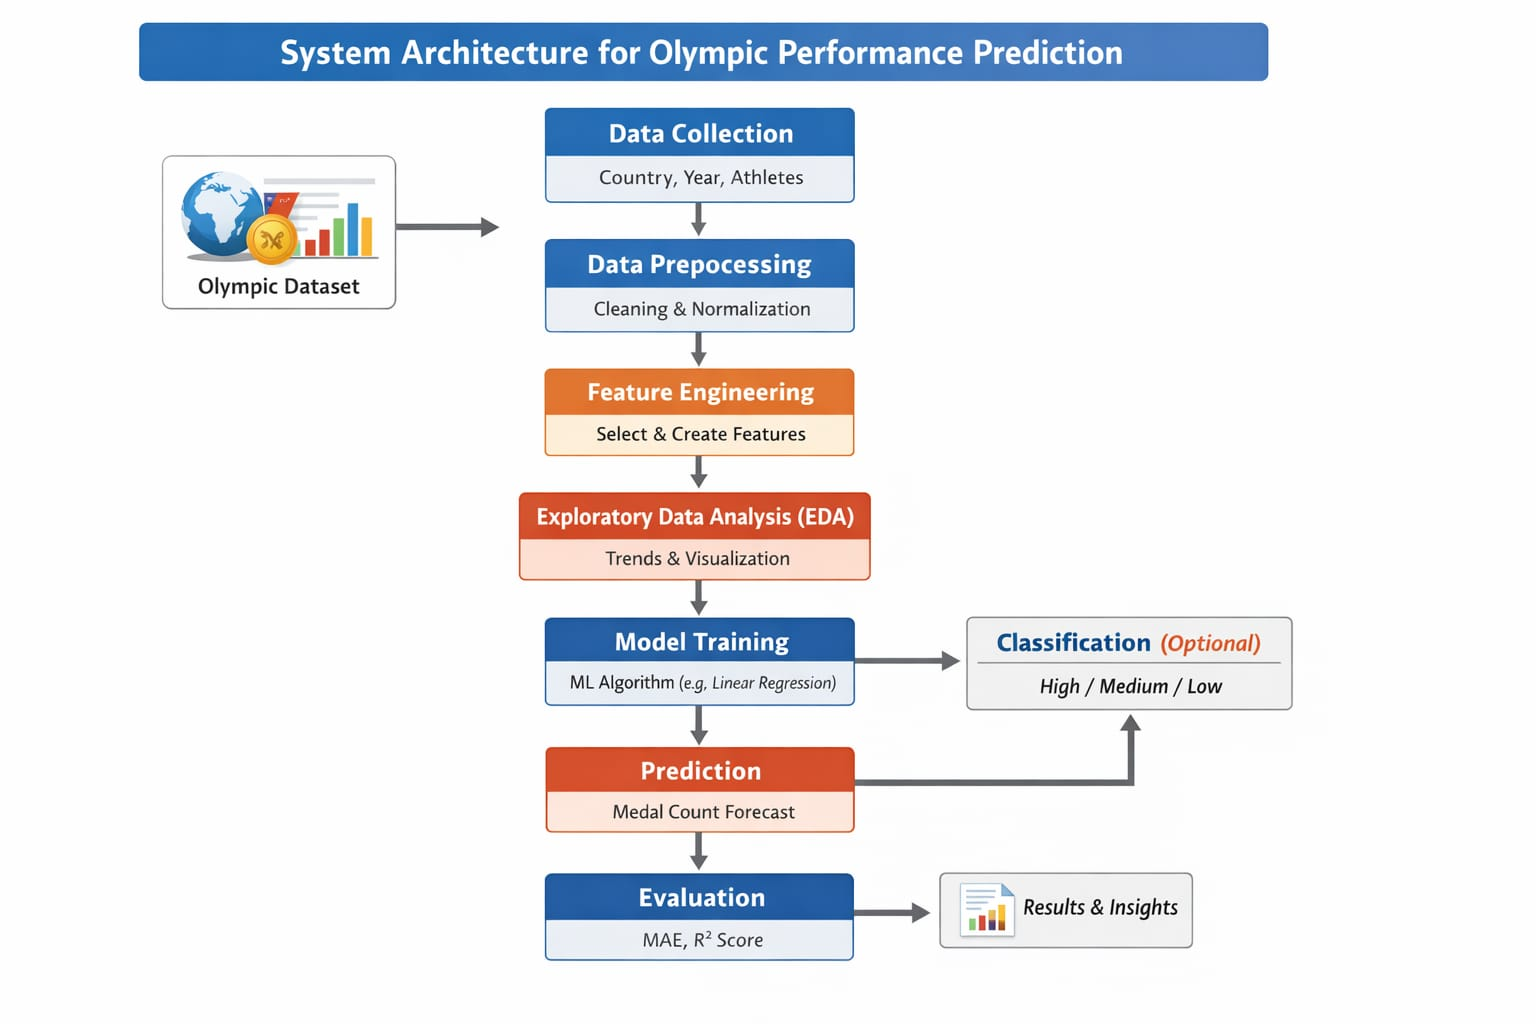 System Architecture for Olympic Performance Prediction
Olympic Dataset
Data Collection
Country, Year, Athletes
Data Prepocessing
Cleaning & Normalization
Feature Engineering
Select & Create Features
Exploratory Data Analysis (EDA)
Trends & Visualization
Model Training
ML Algorithm (e.g, Linear Regression)
Classification (Optional)
High / Medium / Low
Prediction
Medal Count Forecast
Evaluation
MAE, R² Score
Results & Insights